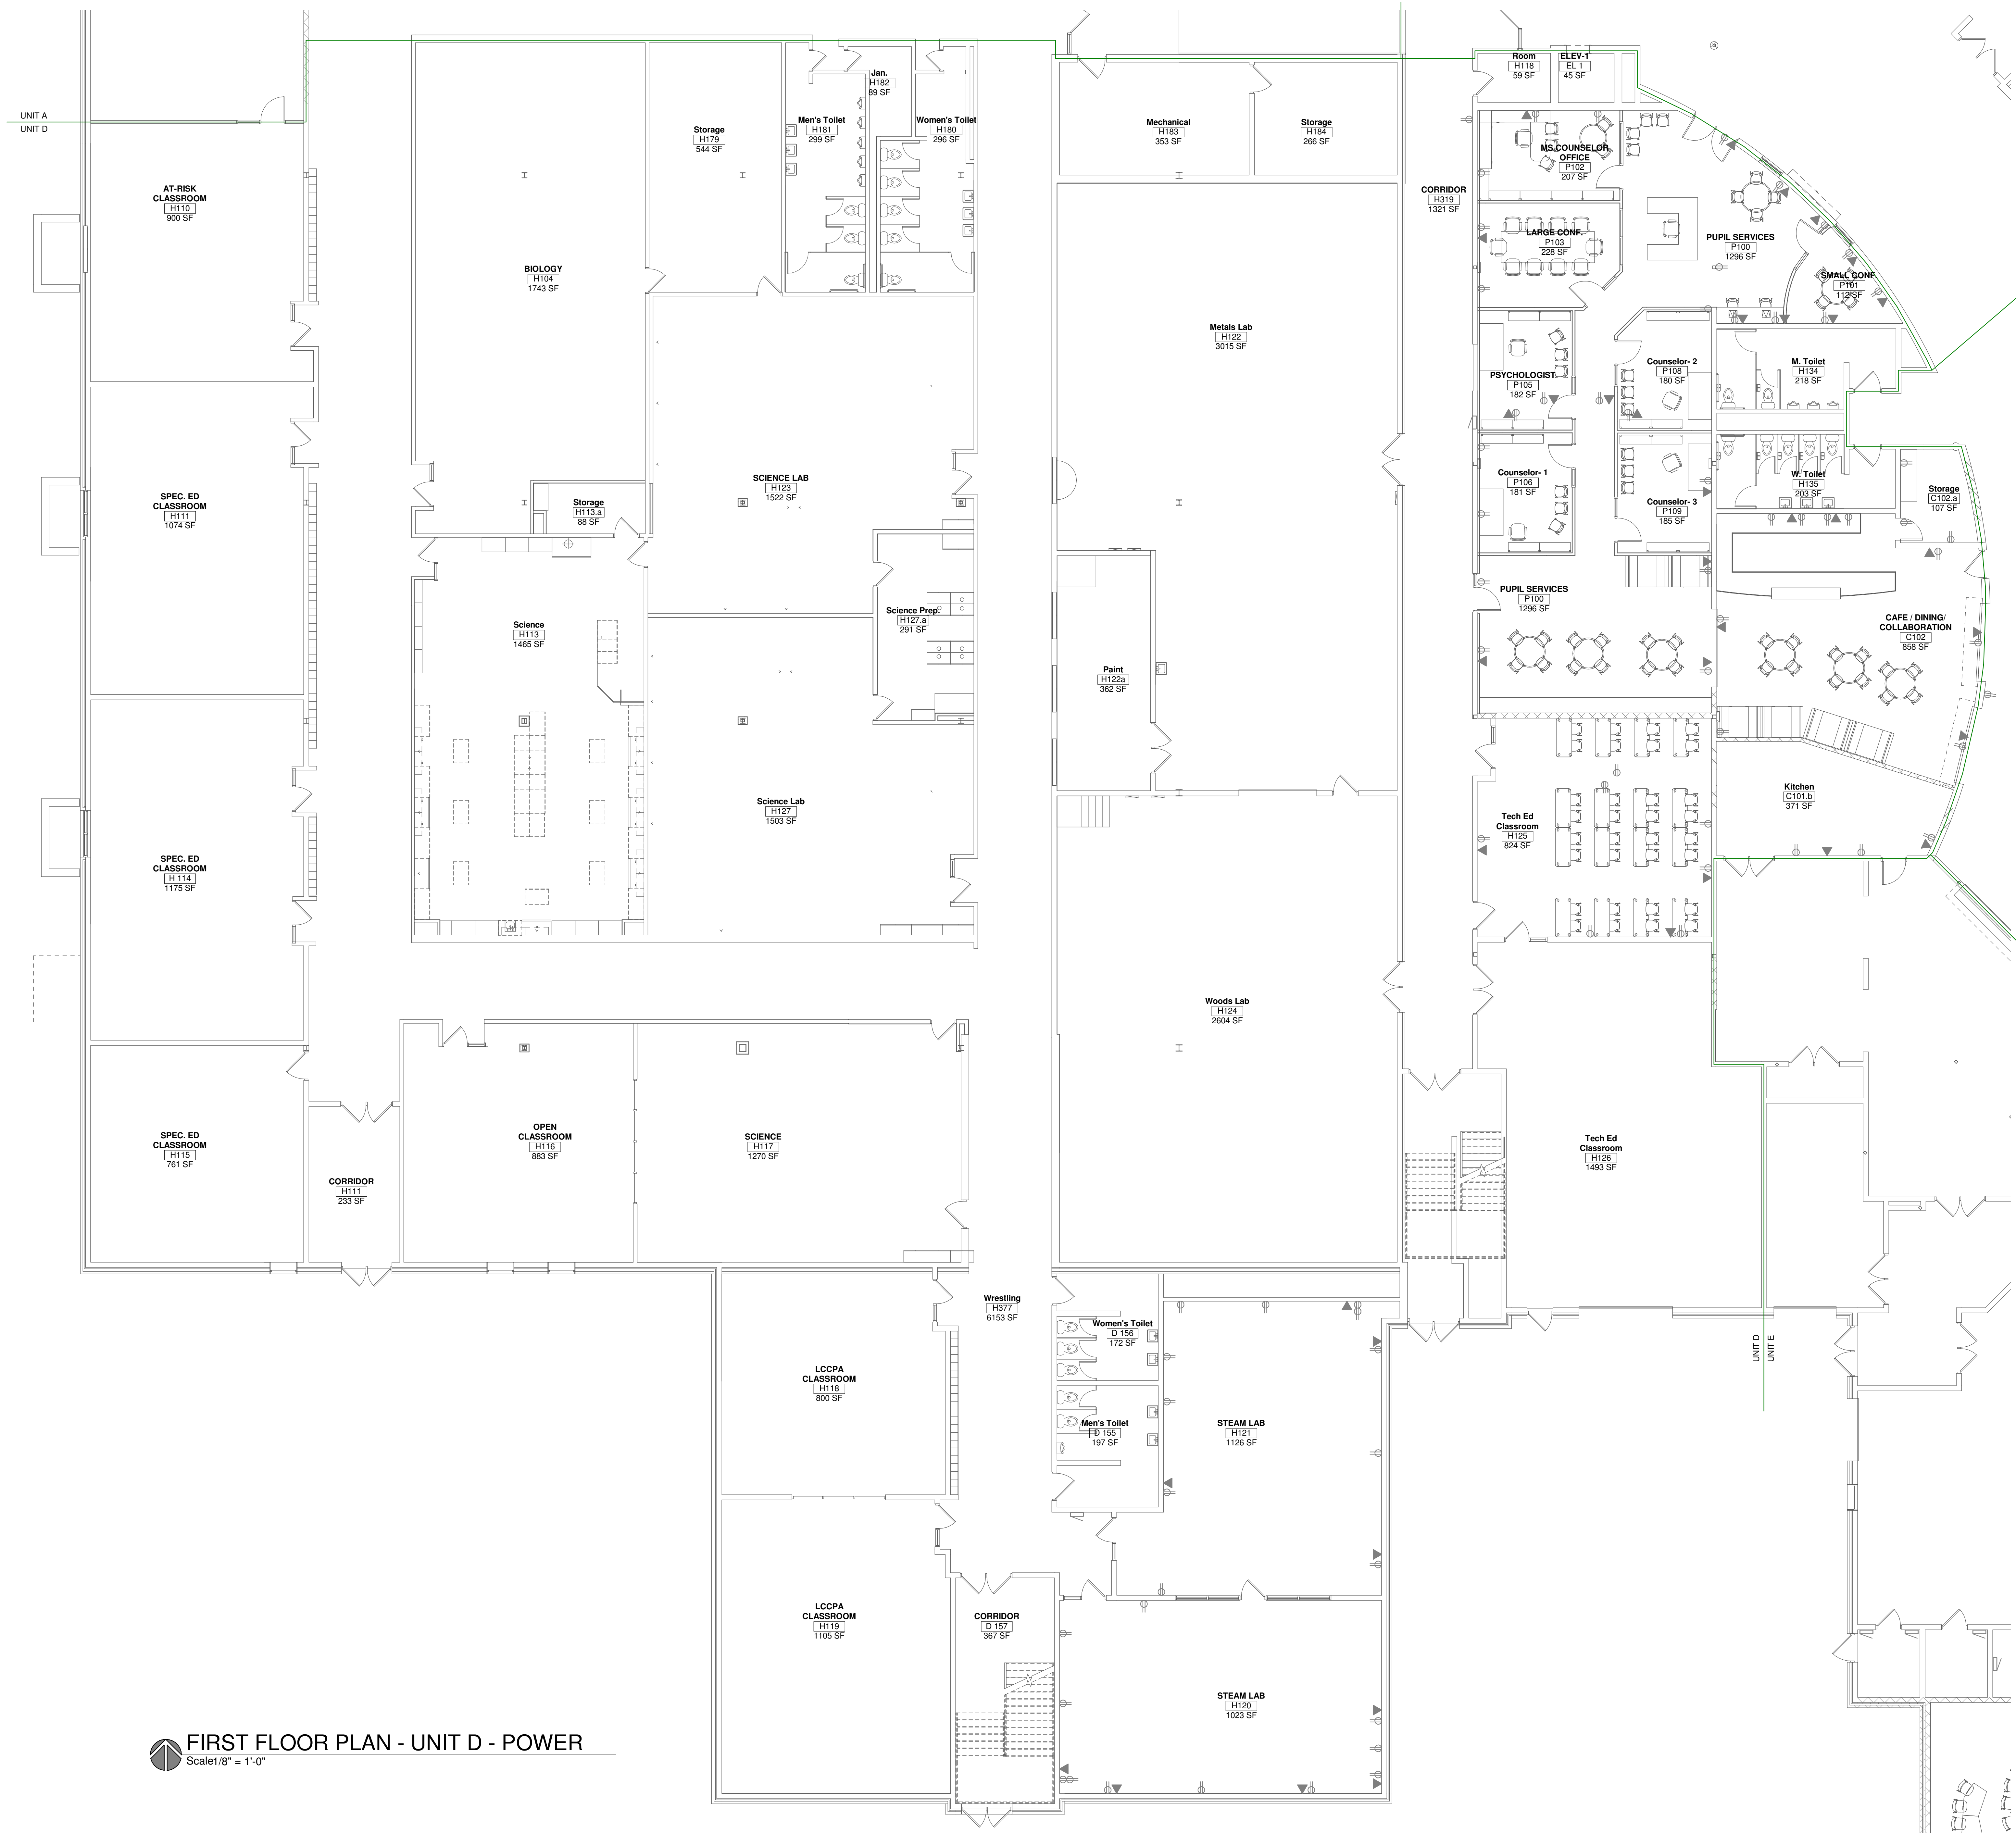 UNIT A
UNIT D
AT-RISK
CLASSROOM
H110
900 SF
SPEC. ED
CLASSROOM
H111
1074 SF
SPEC. ED
CLASSROOM
H 114
1175 SF
SPEC. ED
CLASSROOM
H115
761 SF
CORRIDOR
H111
233 SF
BIOLOGY
H104
1743 SF
Storage
H179
544 SF
Men's Toilet
H181
299 SF
Jan.
H182
89 SF
Women's Toilet
H180
296 SF
Storage
H113.a
88 SF
SCIENCE LAB
H123
1522 SF
Science
H113
1465 SF
Science Prep.
H127.a
291 SF
Science Lab
H127
1503 SF
OPEN
CLASSROOM
H116
883 SF
SCIENCE
H117
1270 SF
Mechanical
H183
353 SF
Storage
H184
266 SF
Metals Lab
H122
3015 SF
Paint
H122a
362 SF
Woods Lab
H124
2604 SF
CORRIDOR
H319
1321 SF
Room
H118
59 SF
ELEV-1
EL 1
45 SF
MS COUNSELOR
OFFICE
P102
207 SF
LARGE CONF.
P103
228 SF
PUPIL SERVICES
P100
1296 SF
SMALL CONF.
P101
112 SF
PSYCHOLOGIST
P105
182 SF
Counselor- 2
P108
180 SF
M. Toilet
H134
218 SF
Counselor- 1
P106
181 SF
Counselor- 3
P109
185 SF
W. Toilet
H135
203 SF
Storage
C102.a
107 SF
PUPIL SERVICES
P100
1296 SF
CAFE / DINING/
COLLABORATION
C102
858 SF
Kitchen
C101.b
371 SF
Tech Ed
Classroom
H125
824 SF
Tech Ed
Classroom
H126
1493 SF
UNIT D
UNIT E
Wrestling
H377
6153 SF
Women's Toilet
D 156
172 SF
Men's Toilet
D 155
197 SF
LCCPA
CLASSROOM
H118
800 SF
STEAM LAB
H121
1126 SF
LCCPA
CLASSROOM
H119
1105 SF
CORRIDOR
D 157
367 SF
STEAM LAB
H120
1023 SF
FIRST FLOOR PLAN - UNIT D - POWER
Scale1/8" = 1'-0"